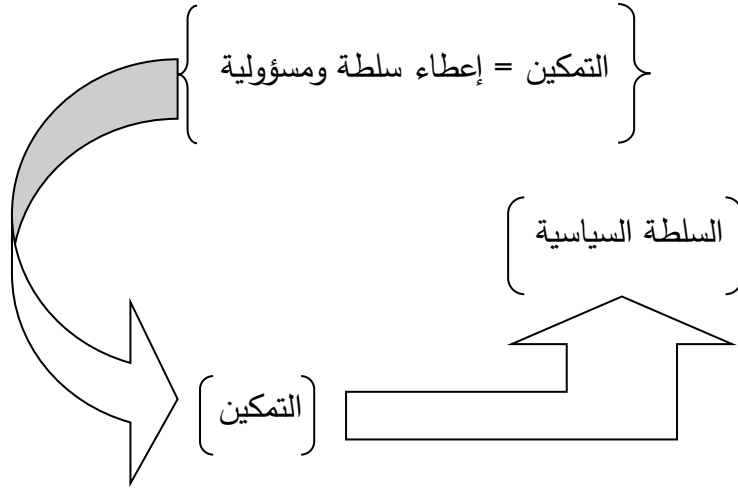 التمكين = إعطاء سلطة ومسؤولية
السلطة السياسية
التمكين